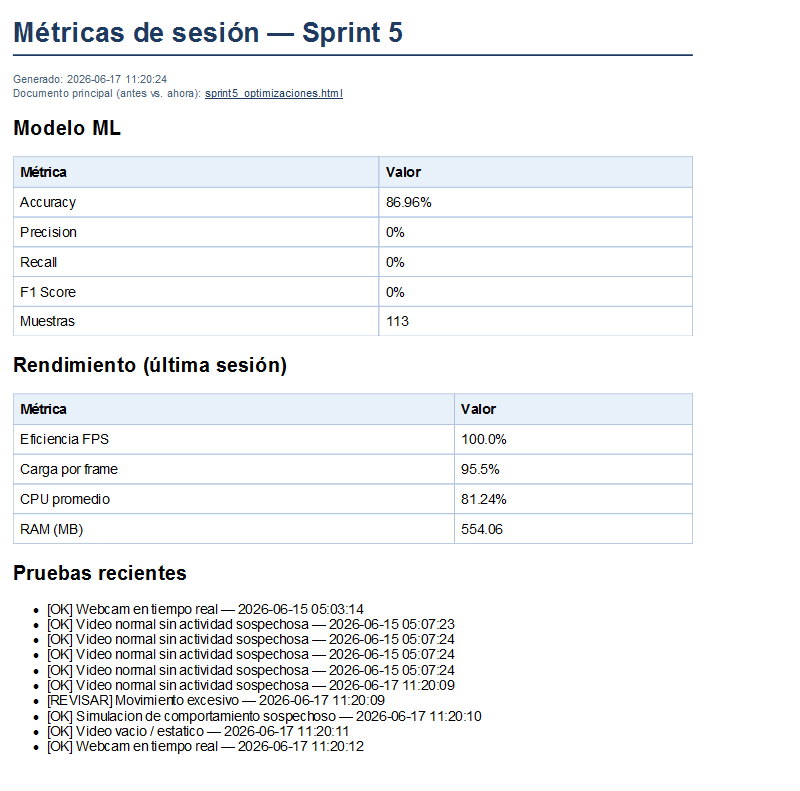 Métricas de sesión — Sprint 5
Generado: 2026-06-17 11:20:24
Documento principal (antes vs. ahora): sprint5_optimizaciones.html
Modelo ML
Métrica Valor
Accuracy 86.96%
Precision 0%
Recall 0%
F1 Score 0%
Muestras 113
Rendimiento (última sesión)
Métrica Valor
Eficiencia FPS 100.0%
Carga por frame 95.5%
CPU promedio 81.24%
RAM (MB) 554.06
Pruebas recientes
• [OK] Webcam en tiempo real — 2026-06-15 05:03:14
• [OK] Video normal sin actividad sospechosa — 2026-06-15 05:07:23
• [OK] Video normal sin actividad sospechosa — 2026-06-15 05:07:24
• [OK] Video normal sin actividad sospechosa — 2026-06-15 05:07:24
• [OK] Video normal sin actividad sospechosa — 2026-06-15 05:07:24
• [OK] Video normal sin actividad sospechosa — 2026-06-17 11:20:09
• [REVISAR] Movimiento excesivo — 2026-06-17 11:20:09
• [OK] Simulacion de comportamiento sospechoso — 2026-06-17 11:20:10
• [OK] Video vacio / estatico — 2026-06-17 11:20:11
• [OK] Webcam en tiempo real — 2026-06-17 11:20:12